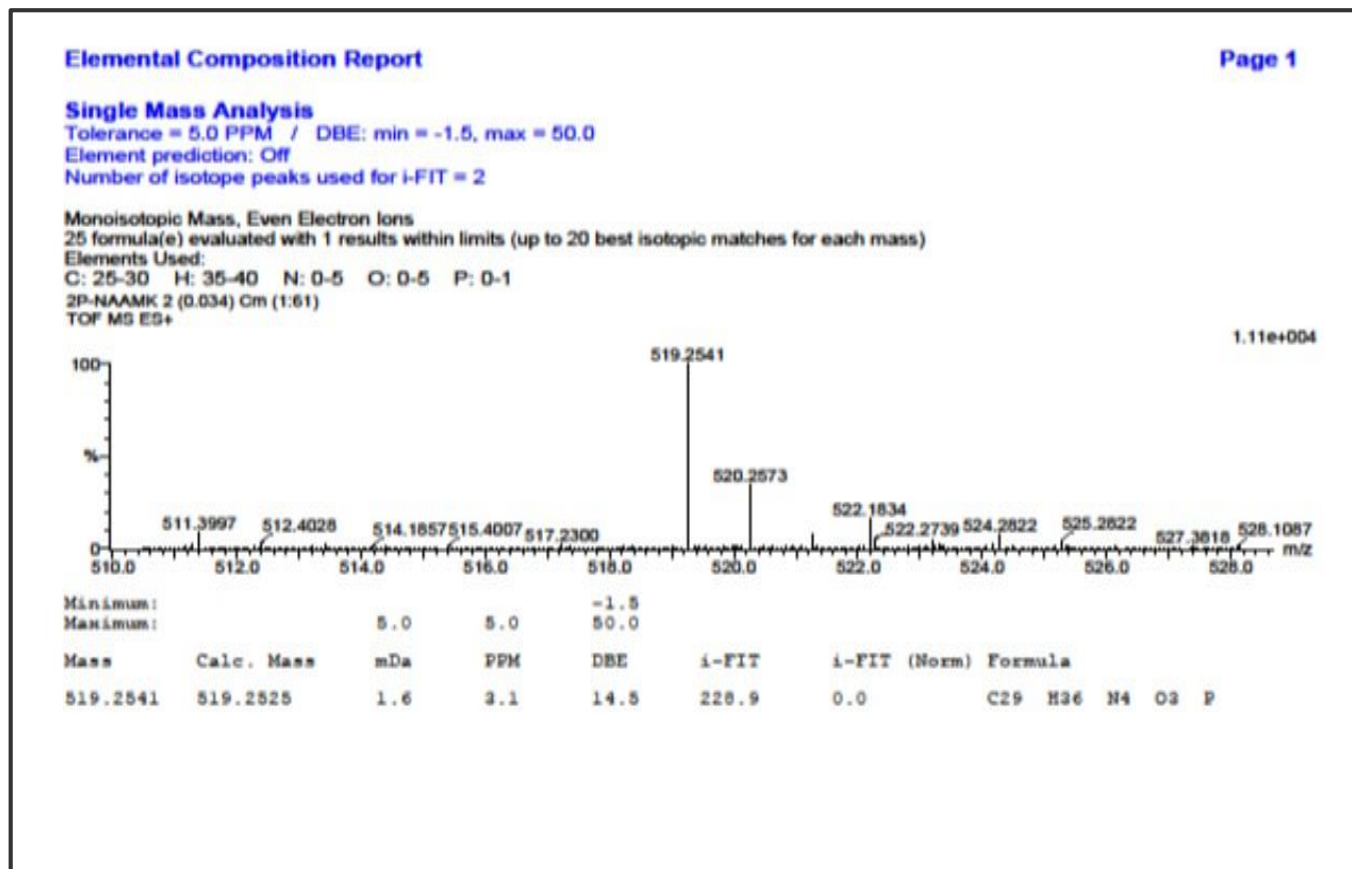 Elemental Composition Report Page 1
Single Mass Analysis
Tolerance = 5.0 PPM / DBE: min = -1.5, max = 50.0
Element prediction: Off
Number of isotope peaks used for i-FIT = 2
Monoisotopic Mass, Even Electron Ions
25 formula(e) evaluated with 1 results within limits (up to 20 best isotopic matches for each mass)
Elements Used:
C: 25-30 H: 35-40 N: 0-5 O: 0-5 P: 0-1
2P-NAAMK 2 (0.034) Cm (1:61)
TOF MS ES+
1.11e+004
100
519.2541
%
520.2573
511.3997 512.4028 514.1857 515.4007 517.2300 522.1834 522.2739 524.2822 525.2822 527.3818 528.1087
0
m/z
510.0 512.0 514.0 516.0 518.0 520.0 522.0 524.0 526.0 528.0
Minimum: -1.5
Maximum: 5.0 5.0 50.0
Mass Calc. Mass mDa PPM DBE i-FIT i-FIT (Norm) Formula
519.2541 519.2525 1.6 3.1 14.5 228.9 0.0 C29 H36 N4 O3 P